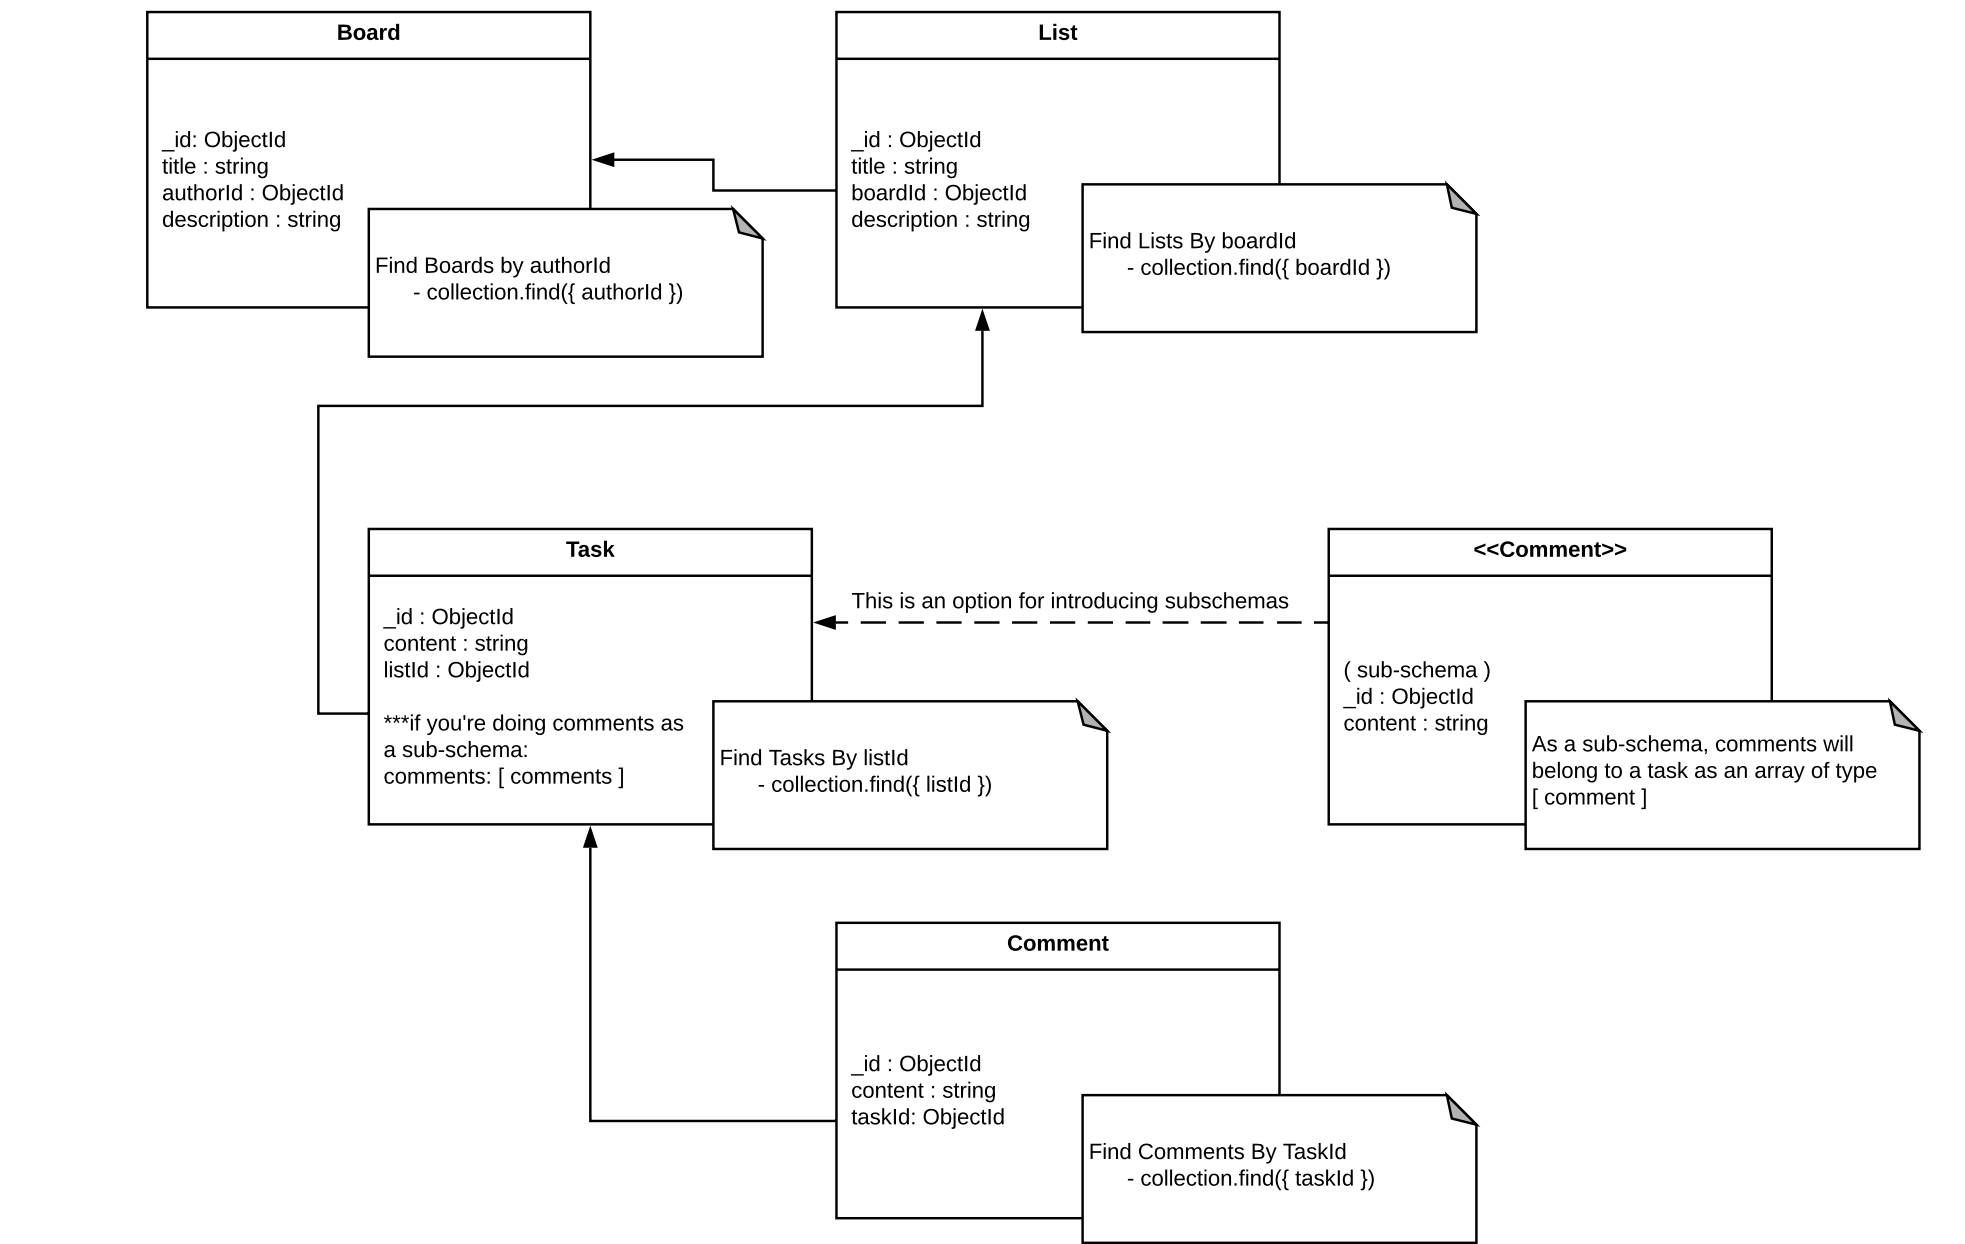 Board
_id: ObjectId
title : string
authorId : ObjectId
description : string
Find Boards by authorId
- collection.find({ authorId })
List
_id : ObjectId
title : string
boardId : ObjectId
description : string
Find Lists By boardId
- collection.find({ boardId })
Task
_id : ObjectId
content : string
listId : ObjectId
***if you're doing comments as
a sub-schema:
comments: [ comments ]
Find Tasks By listId
- collection.find({ listId })
This is an option for introducing subschemas
<<Comment>>
( sub-schema )
_id : ObjectId
content : string
As a sub-schema, comments will
belong to a task as an array of type
[ comment ]
Comment
_id : ObjectId
content : string
taskId: ObjectId
Find Comments By TaskId
- collection.find({ taskId })